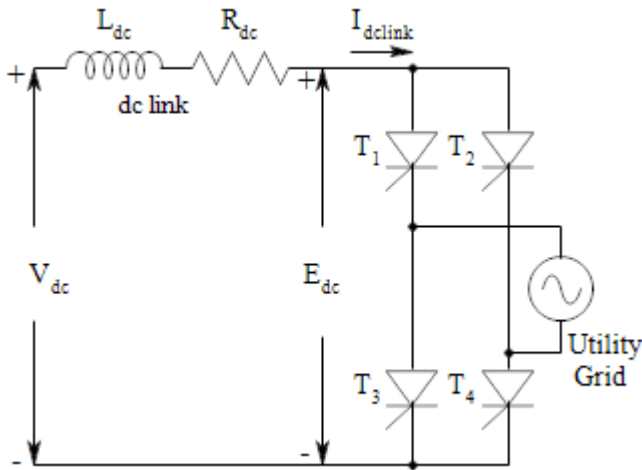 L_dc R_dc I_dclink
+ +
dc link
T_1 T_2
V_dc E_dc
Utility
Grid
T_3 T_4
- -